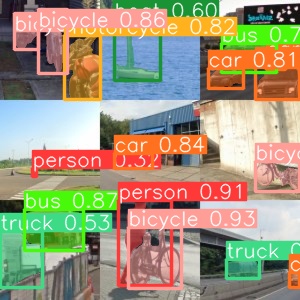 boat 0.60
bicycle 0.86
bicy
motorcycle 0.82
bus 0.7
car 0.81
car 0.84
person 0.32
bicyc
person 0.91
bus 0.87
bicycle 0.93
truck 0.53
truck 0
c